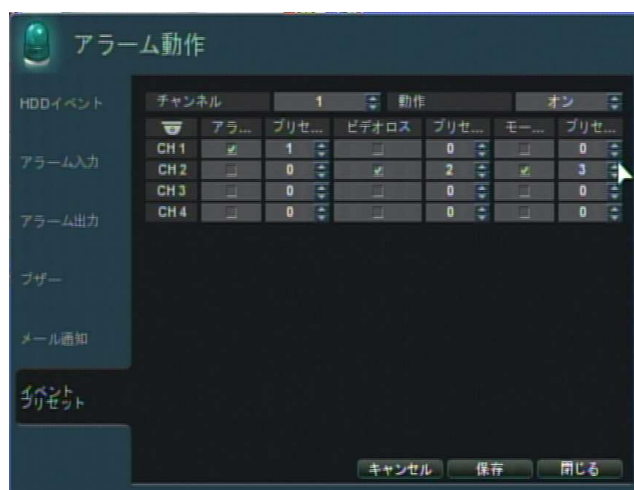 アラーム動作
HDDイベント
アラーム入力
アラーム出力
ブザー
メール通知
イベント
プリセット
チャンネル 1 動作 オン
アラ... プリセ... ビデオロス プリセ... モー... プリセ...
CH 1 1 0 0
CH 2 0 2 3
CH 3 0 0 0
CH 4 0 0 0
キャンセル 保存 閉じる